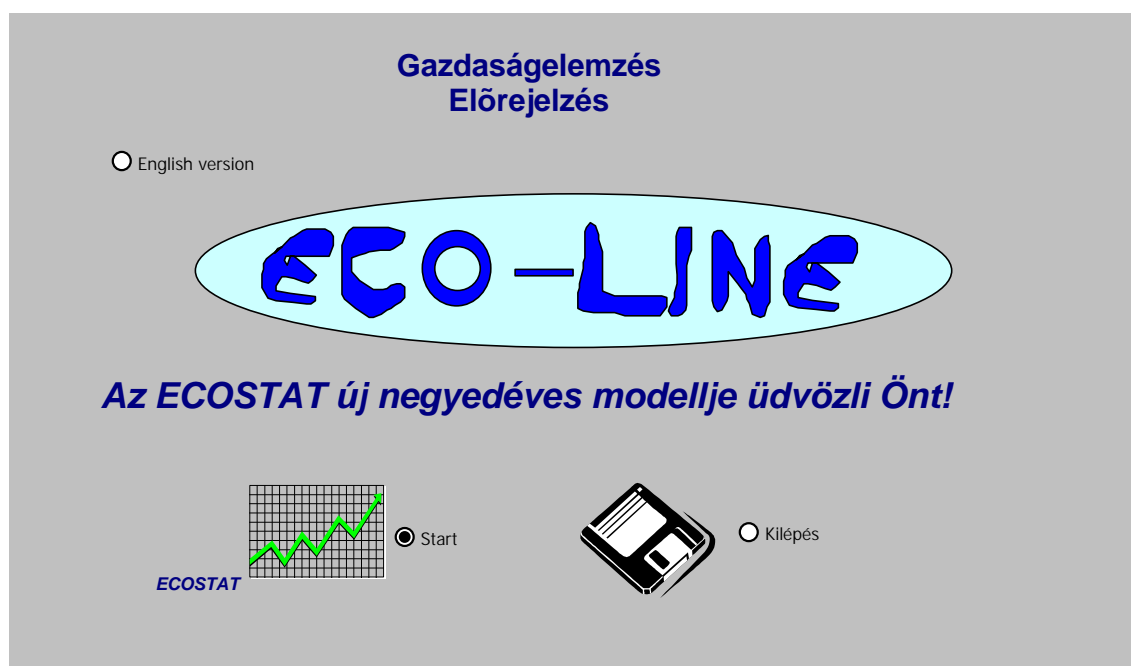 Gazdaságelemzés
Elõrejelzés
English version
ECO-LINE
Az ECOSTAT új negyedéves modellje üdvözli Önt!
Start
Kilépés
ECOSTAT